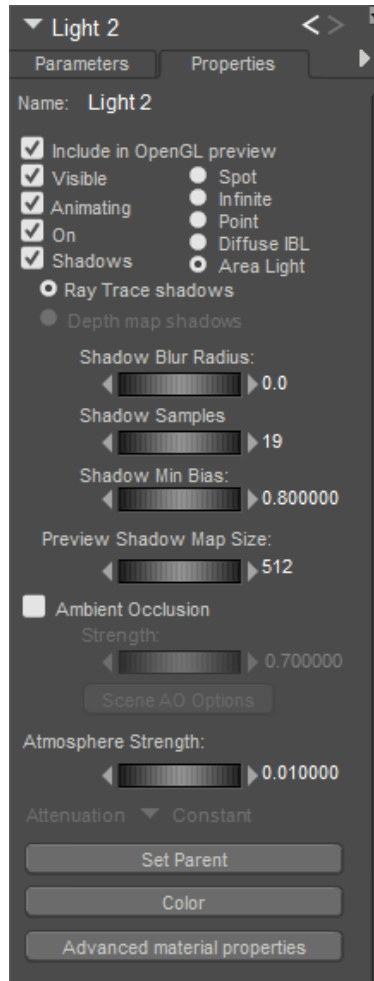 Light 2
< >
Parameters Properties
Name: Light 2
Include in OpenGL preview
Visible
Spot
Animating
Infinite
On
Point
Shadows
Diffuse IBL
Area Light
Ray Trace shadows
Depth map shadows
Shadow Blur Radius:
0.0
Shadow Samples
19
Shadow Min Bias:
0.800000
Preview Shadow Map Size:
512
Ambient Occlusion
Strength:
0.700000
Scene AO Options
Atmosphere Strength:
0.010000
Attenuation Constant
Set Parent
Color
Advanced material properties